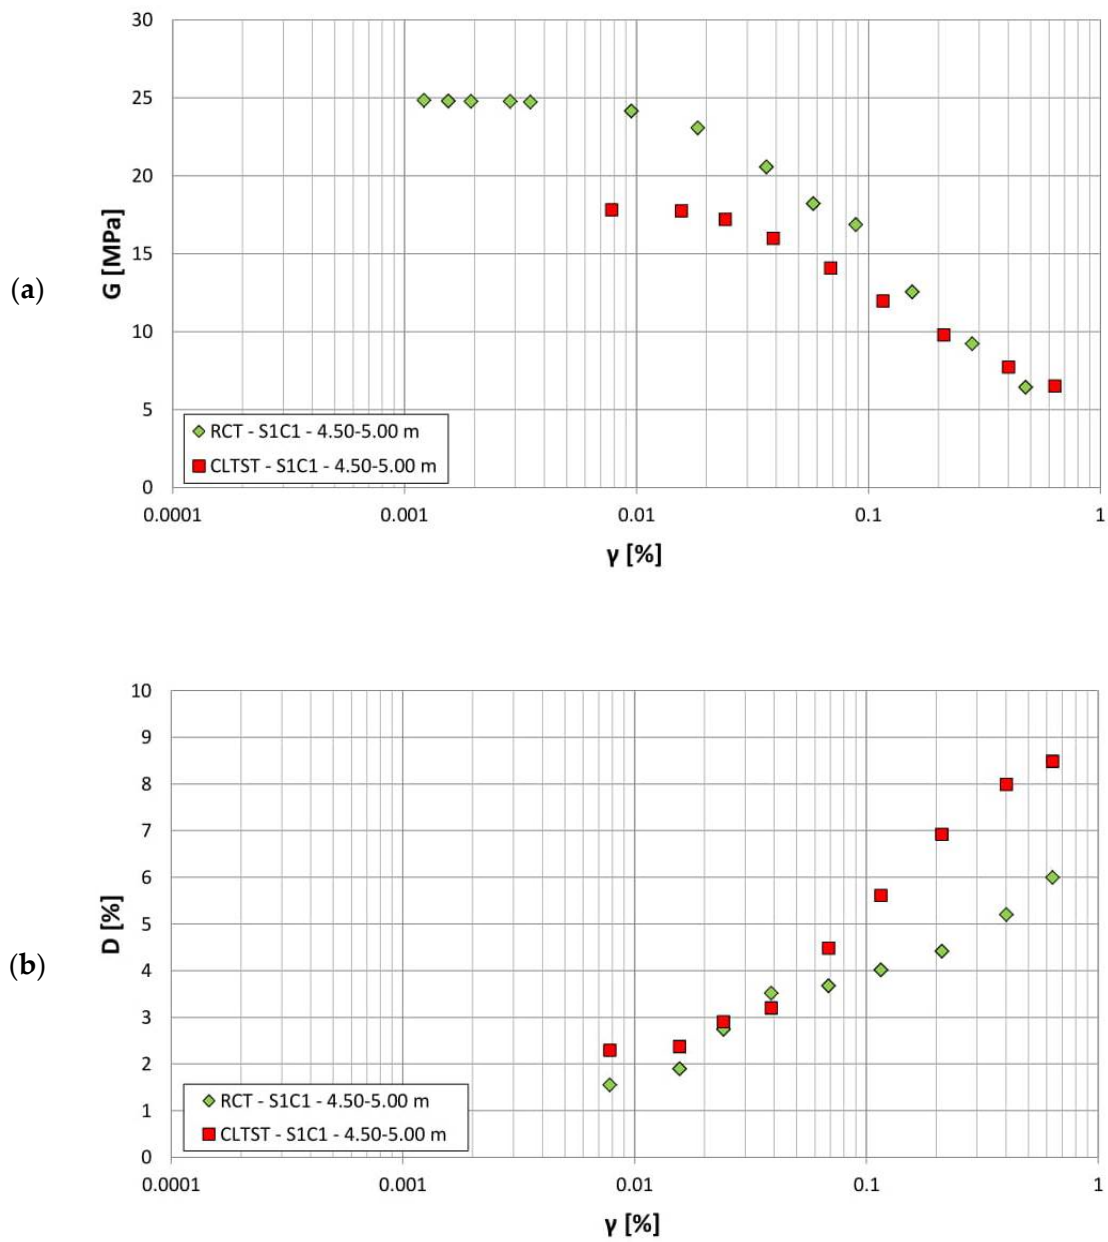 (a)
G [MPa]
30
25
20
15
10
5
0
RCT - S1C1 - 4.50-5.00 m
CLTST - S1C1 - 4.50-5.00 m
0.0001 0.001 0.01 0.1 1
γ [%]
(b)
D [%]
10
9
8
7
6
5
4
3
2
1
0
RCT - S1C1 - 4.50-5.00 m
CLTST - S1C1 - 4.50-5.00 m
0.0001 0.001 0.01 0.1 1
γ [%]